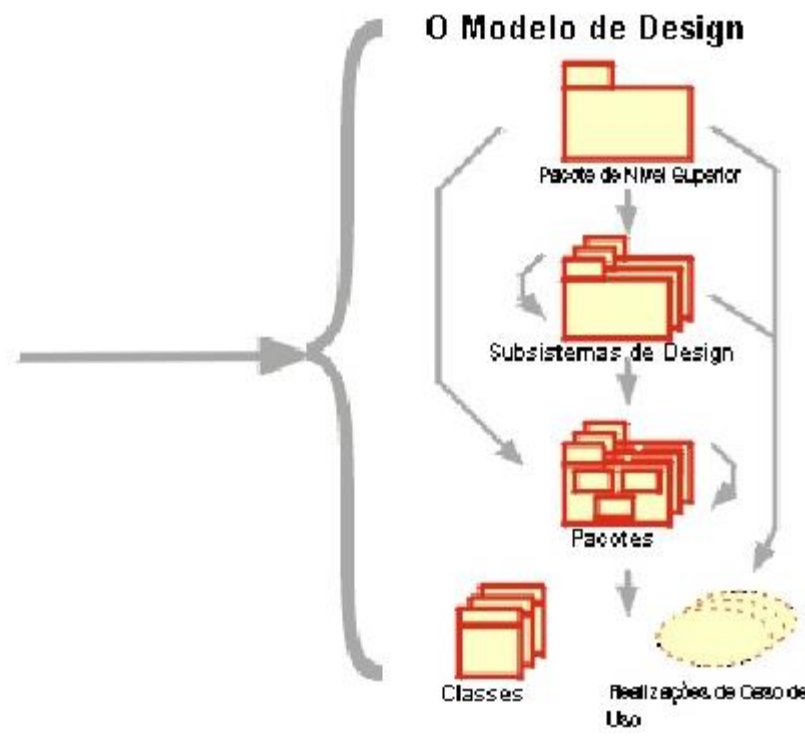 O Modelo de Design
Pacote de Nível Superior
Subsistemas de Design
Pacotes
Classes
Realizações de Caso de
Uso